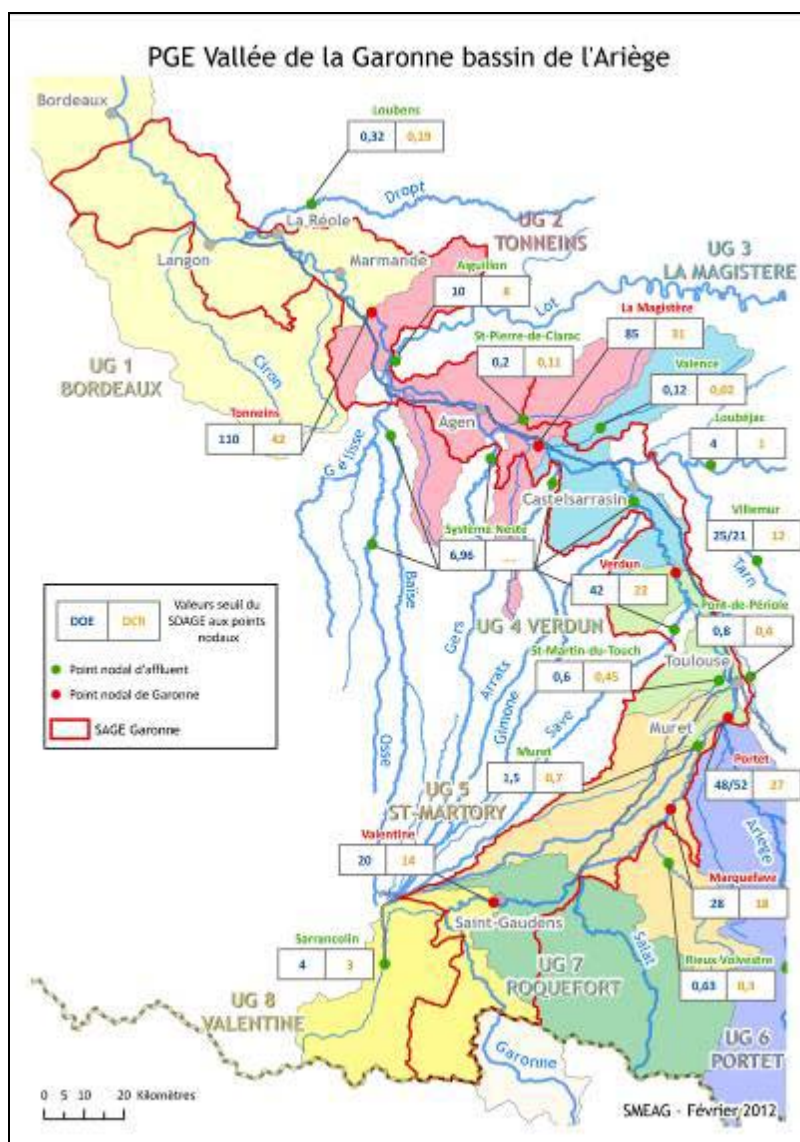 PGE Vallée de la Garonne bassin de l'Ariège
Bordeaux
Loubens
0,32 0,19
Dropt
La Réole
UG 2
TONNEINS
Langon
Marmande
Aiguillon
10 8
UG 3
LA MAGISTERE
Lot
La Magistère
85 31
St-Pierre-de-Clarac
0,2 0,11
Valence
0,12 0,02
Ciron
UG 1
BORDEAUX
Tonneins
110 42
Agen
Loubéjac
4 1
Gélisse
Castelsarrasin
Villemur
25/21 12
Système Neste
6,96 ...
Tarn
Verdun
42 22
Baïse
DOE DCR
Valeurs seuil du
SDAGE aux points
nodaux
Point nodal d'affluent
Point nodal de Garonne
SAGE Garonne
Gers
UG 4 VERDUN
Pont-de-Périole
0,8 0,4
Arrats
St-Martin-du-Touch
0,6 0,45
Toulouse
Gimone
Save
Osse
Muret
Muret
1,5 0,7
Portet
48/52 27
UG 5
ST-MARTORY
Ariège
Valentine
20 14
Marquefave
28 18
Saint-Gaudens
Sarrancolin
4 3
Salat
Rieux-Volvestre
0,63 0,3
UG 7
ROQUEFORT
UG 8
VALENTINE
UG 6
PORTET
Garonne
0 5 10 20 Kilomètres
SMEAG - Février 2012